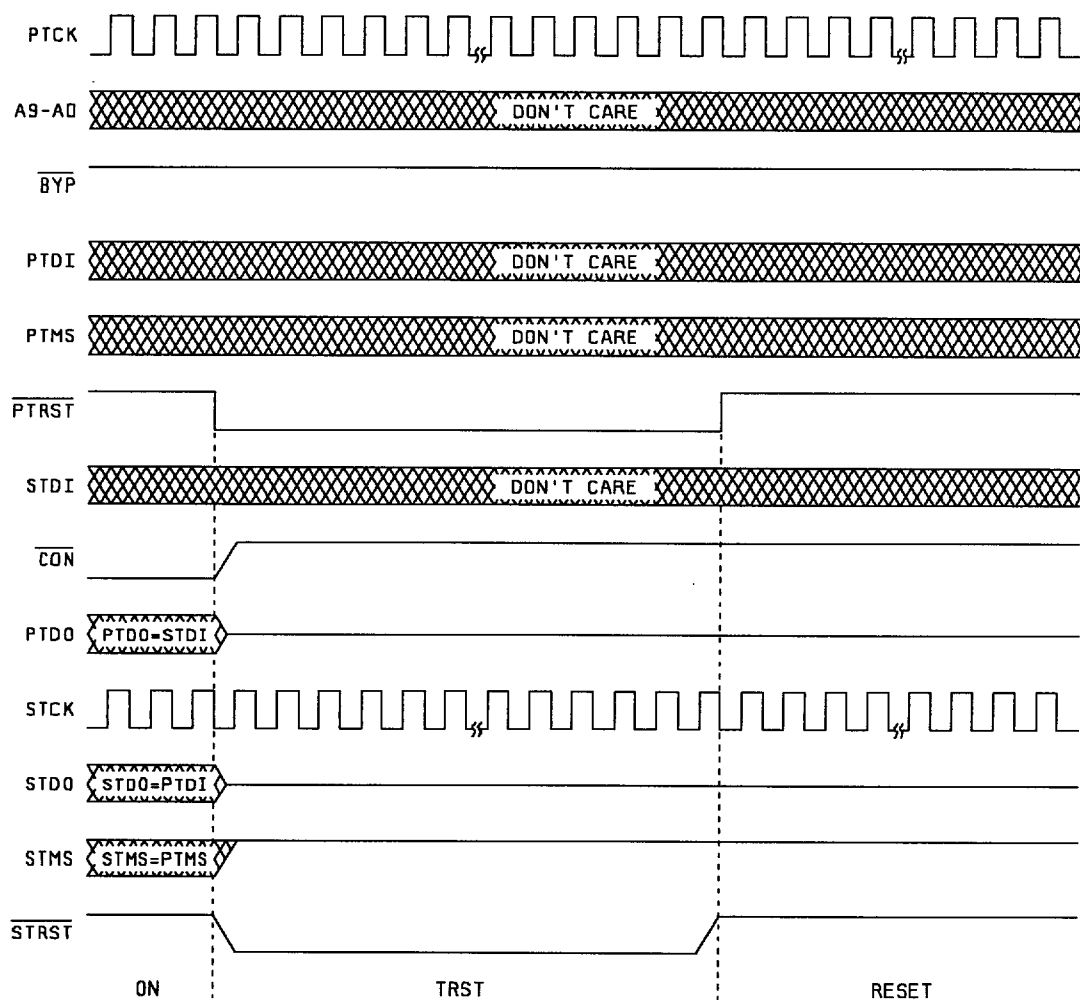 PTCK
A9-A0
DON'T CARE
BYP
PTDI
DON'T CARE
PTMS
DON'T CARE
PTRST
STDI
DON'T CARE
CON
PTDO
PTDO=STDI
STCK
STDO
STDO=PTDI
STMS
STMS=PTMS
STRST
ON
TRST
RESET